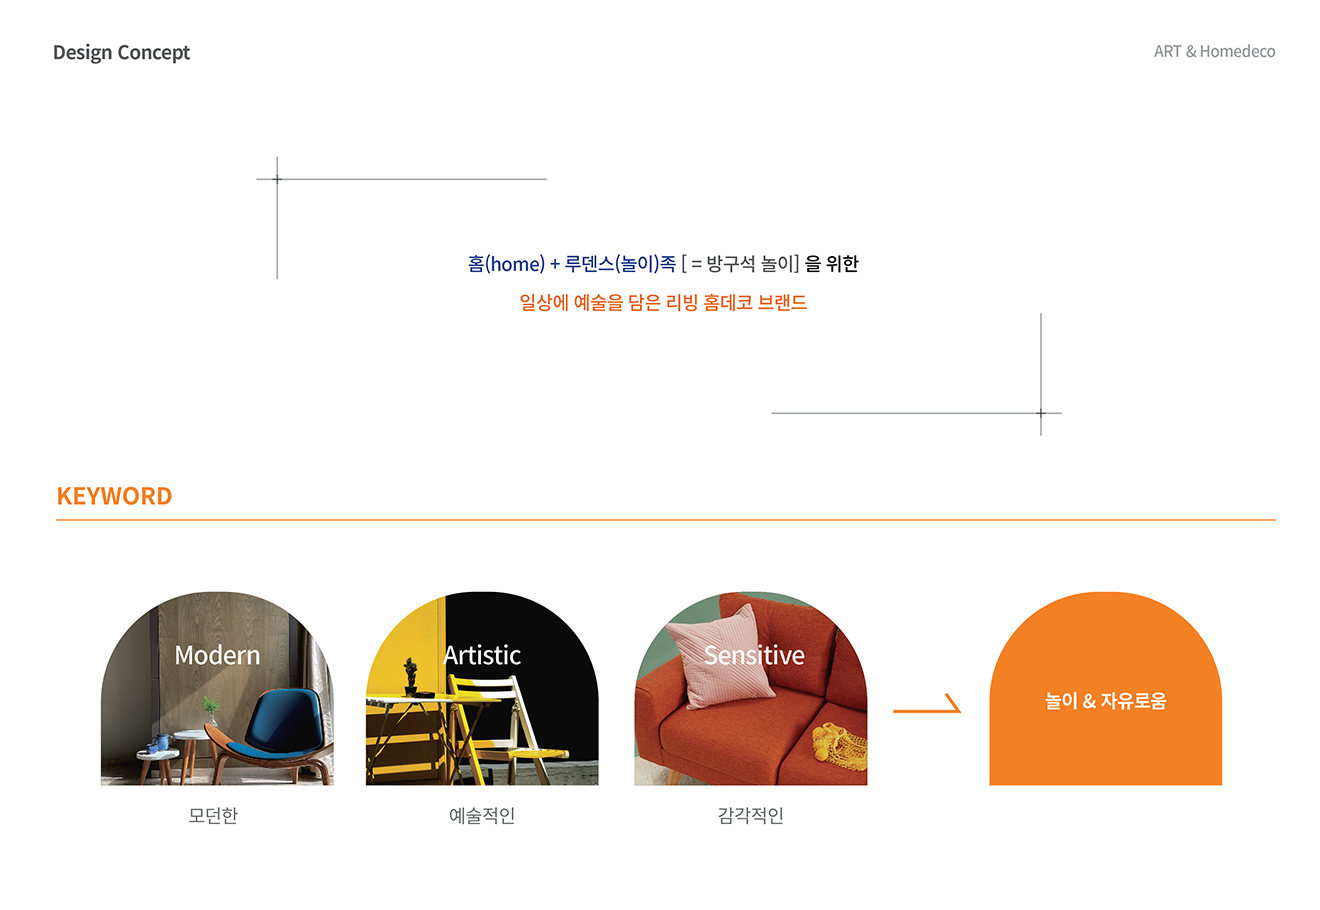 Design Concept
ART & Homedeco
홈(home) + 루덴스(놀이)족 [ = 방구석 놀이] 을 위한
일상에 예술을 담은 리빙 홈데코 브랜드
KEYWORD
Modern
Artistic
Sensitive
놀이 & 자유로움
모던한
예술적인
감각적인